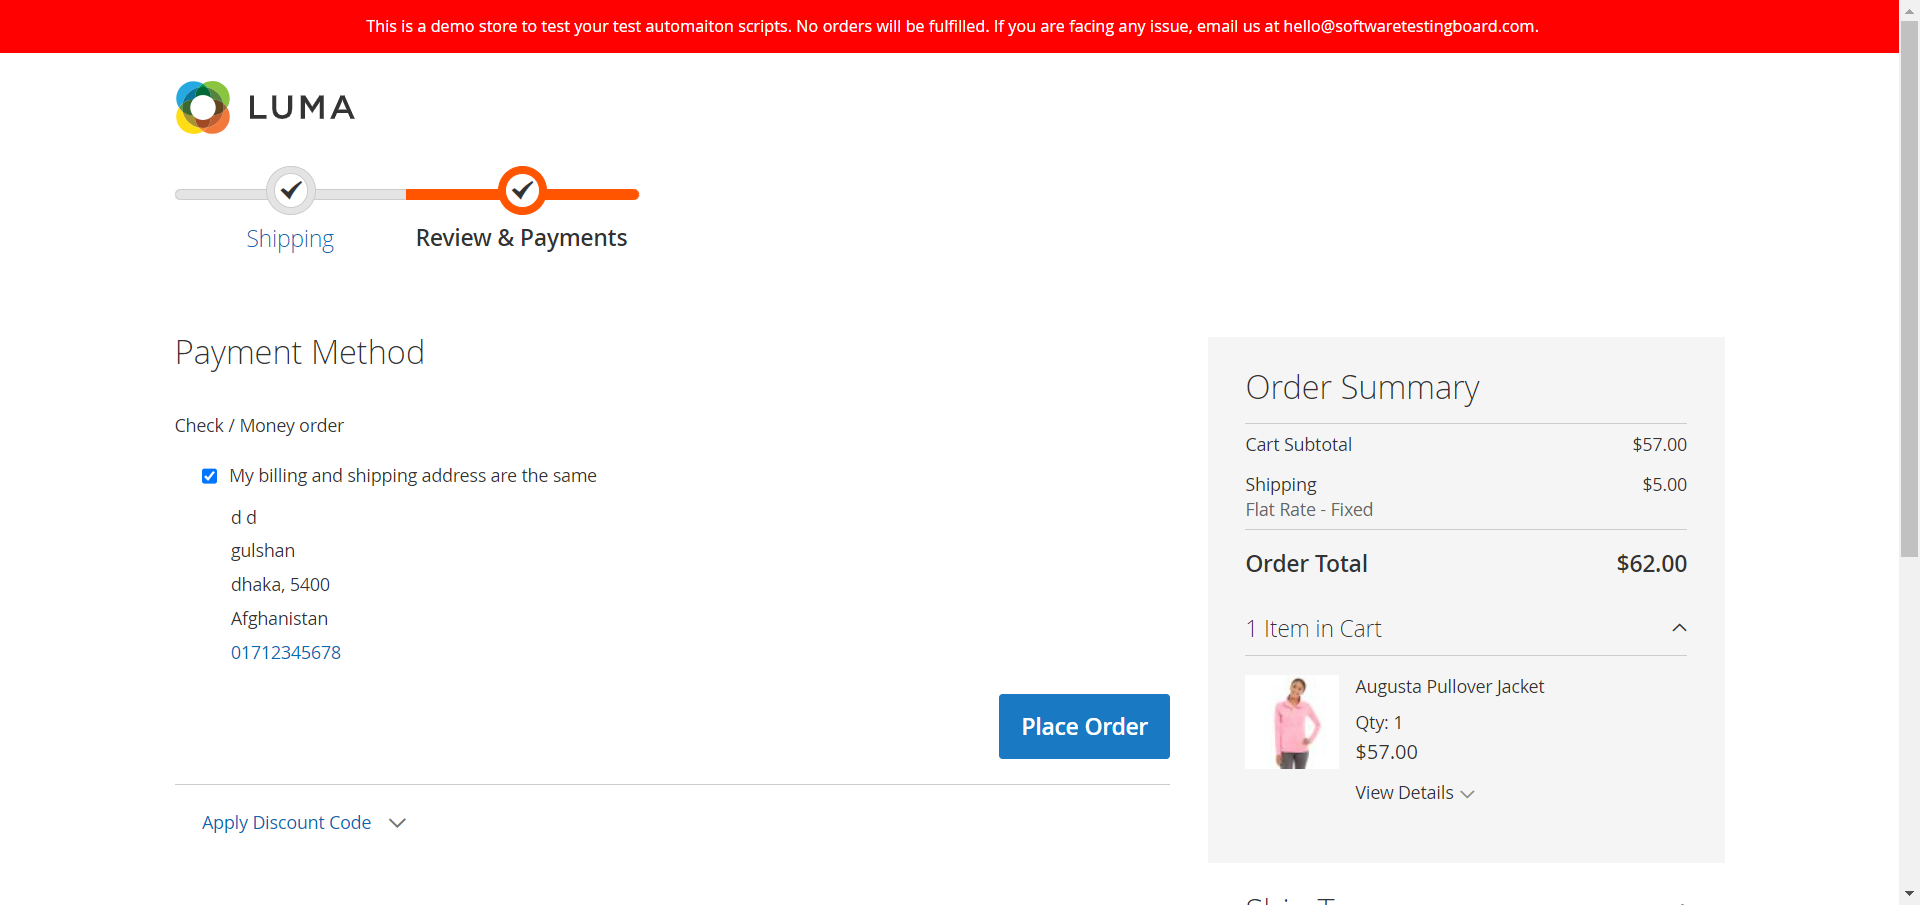 This is a demo store to test your test automaiton scripts. No orders will be fulfilled. If you are facing any issue, email us at hello@softwaretestingboard.com.
LUMA
Shipping
Review & Payments
Payment Method
Check / Money order
My billing and shipping address are the same
d d
gulshan
dhaka, 5400
Afghanistan
01712345678
Place Order
Apply Discount Code
Order Summary
Cart Subtotal $57.00
Shipping $5.00
Flat Rate - Fixed
Order Total $62.00
1 Item in Cart
Augusta Pullover Jacket
Qty: 1
$57.00
View Details